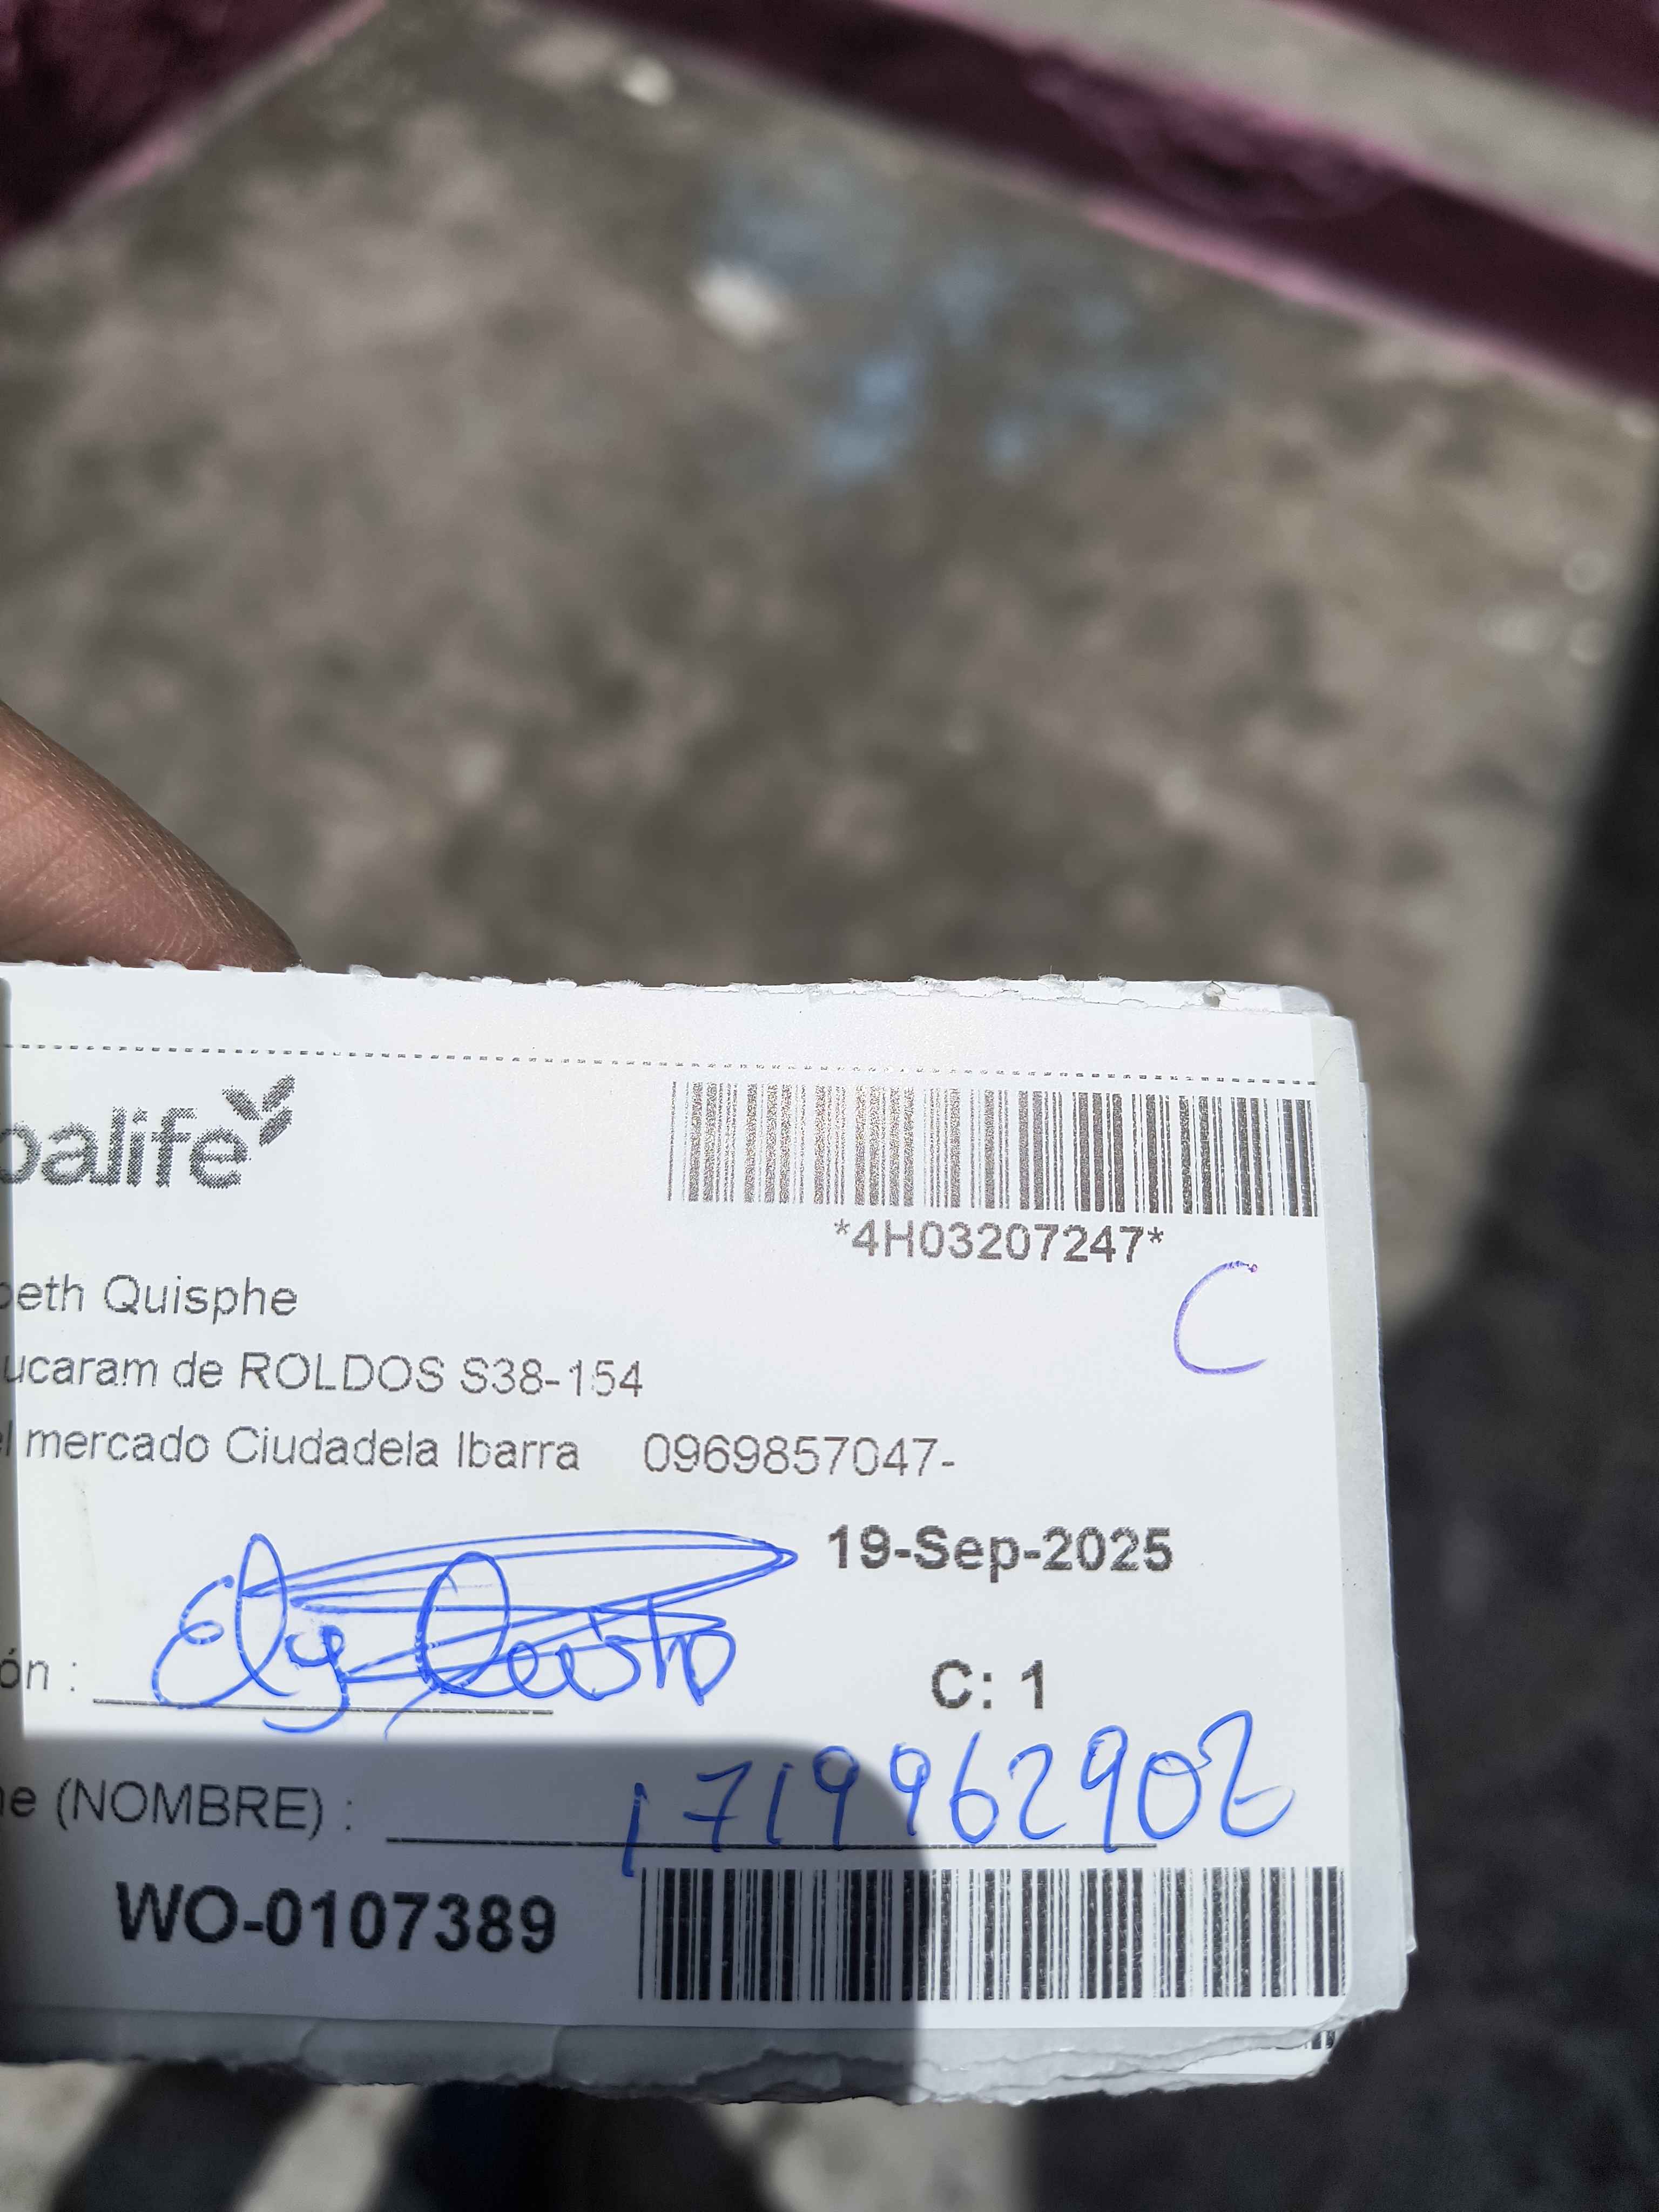 balife
*4H03207247*
C
beth Quisphe
ucaram de ROLDOS S38-154
el mercado Ciudadela Ibarra 0969857047-
19-Sep-2025
ón :
C: 1
1719962902
ne (NOMBRE) :
WO-0107389